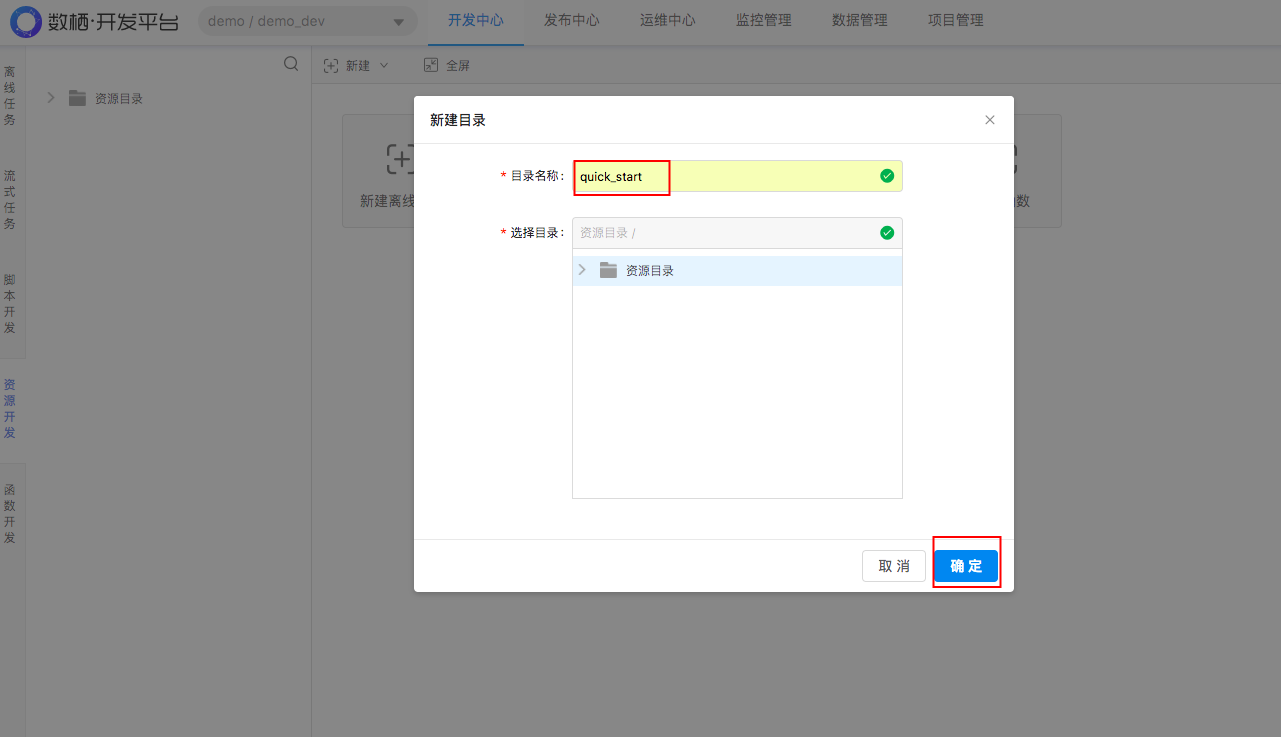 数栖·开发平台
demo / demo_dev
开发中心
发布中心
运维中心
监控管理
数据管理
项目管理
离线任务
流式任务
脚本开发
资源开发
函数开发
资源目录
新建
全屏
新建离线
数
新建目录
* 目录名称:
quick_start
* 选择目录:
资源目录 /
资源目录
取 消
确 定